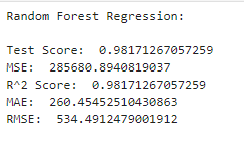 Random Forest Regression:
Test Score:  0.98171267057259
MSE:  285680.8940819037
R^2 Score:  0.98171267057259
MAE:  260.45452510430863
RMSE:  534.4912479001912